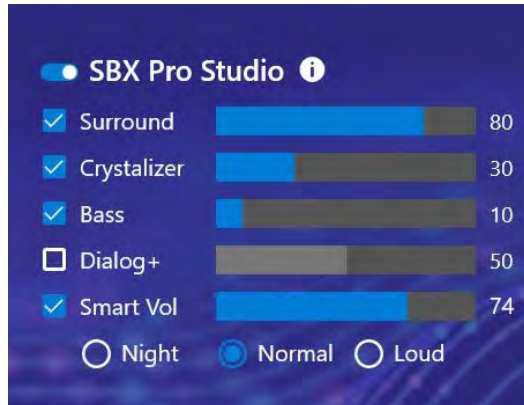 SBX Pro Studio i
Surround 80
Crystalizer 30
Bass 10
Dialog+ 50
Smart Vol 74
Night Normal Loud